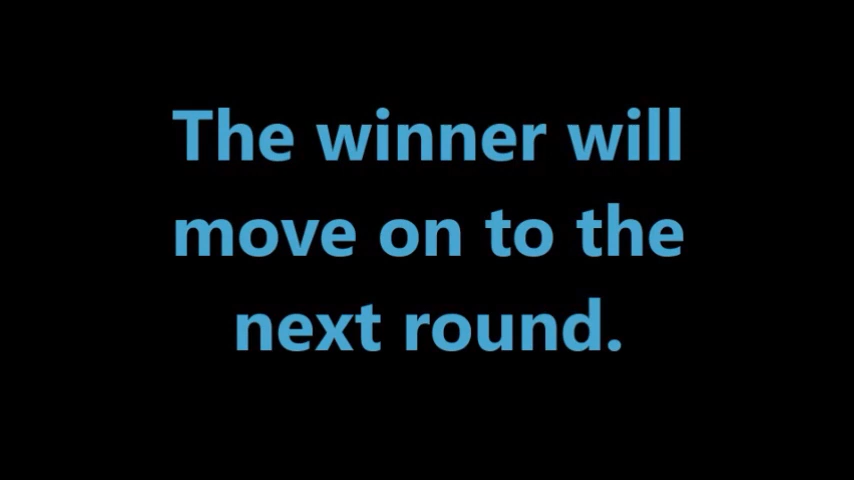 The winner will
move on to the
next round.